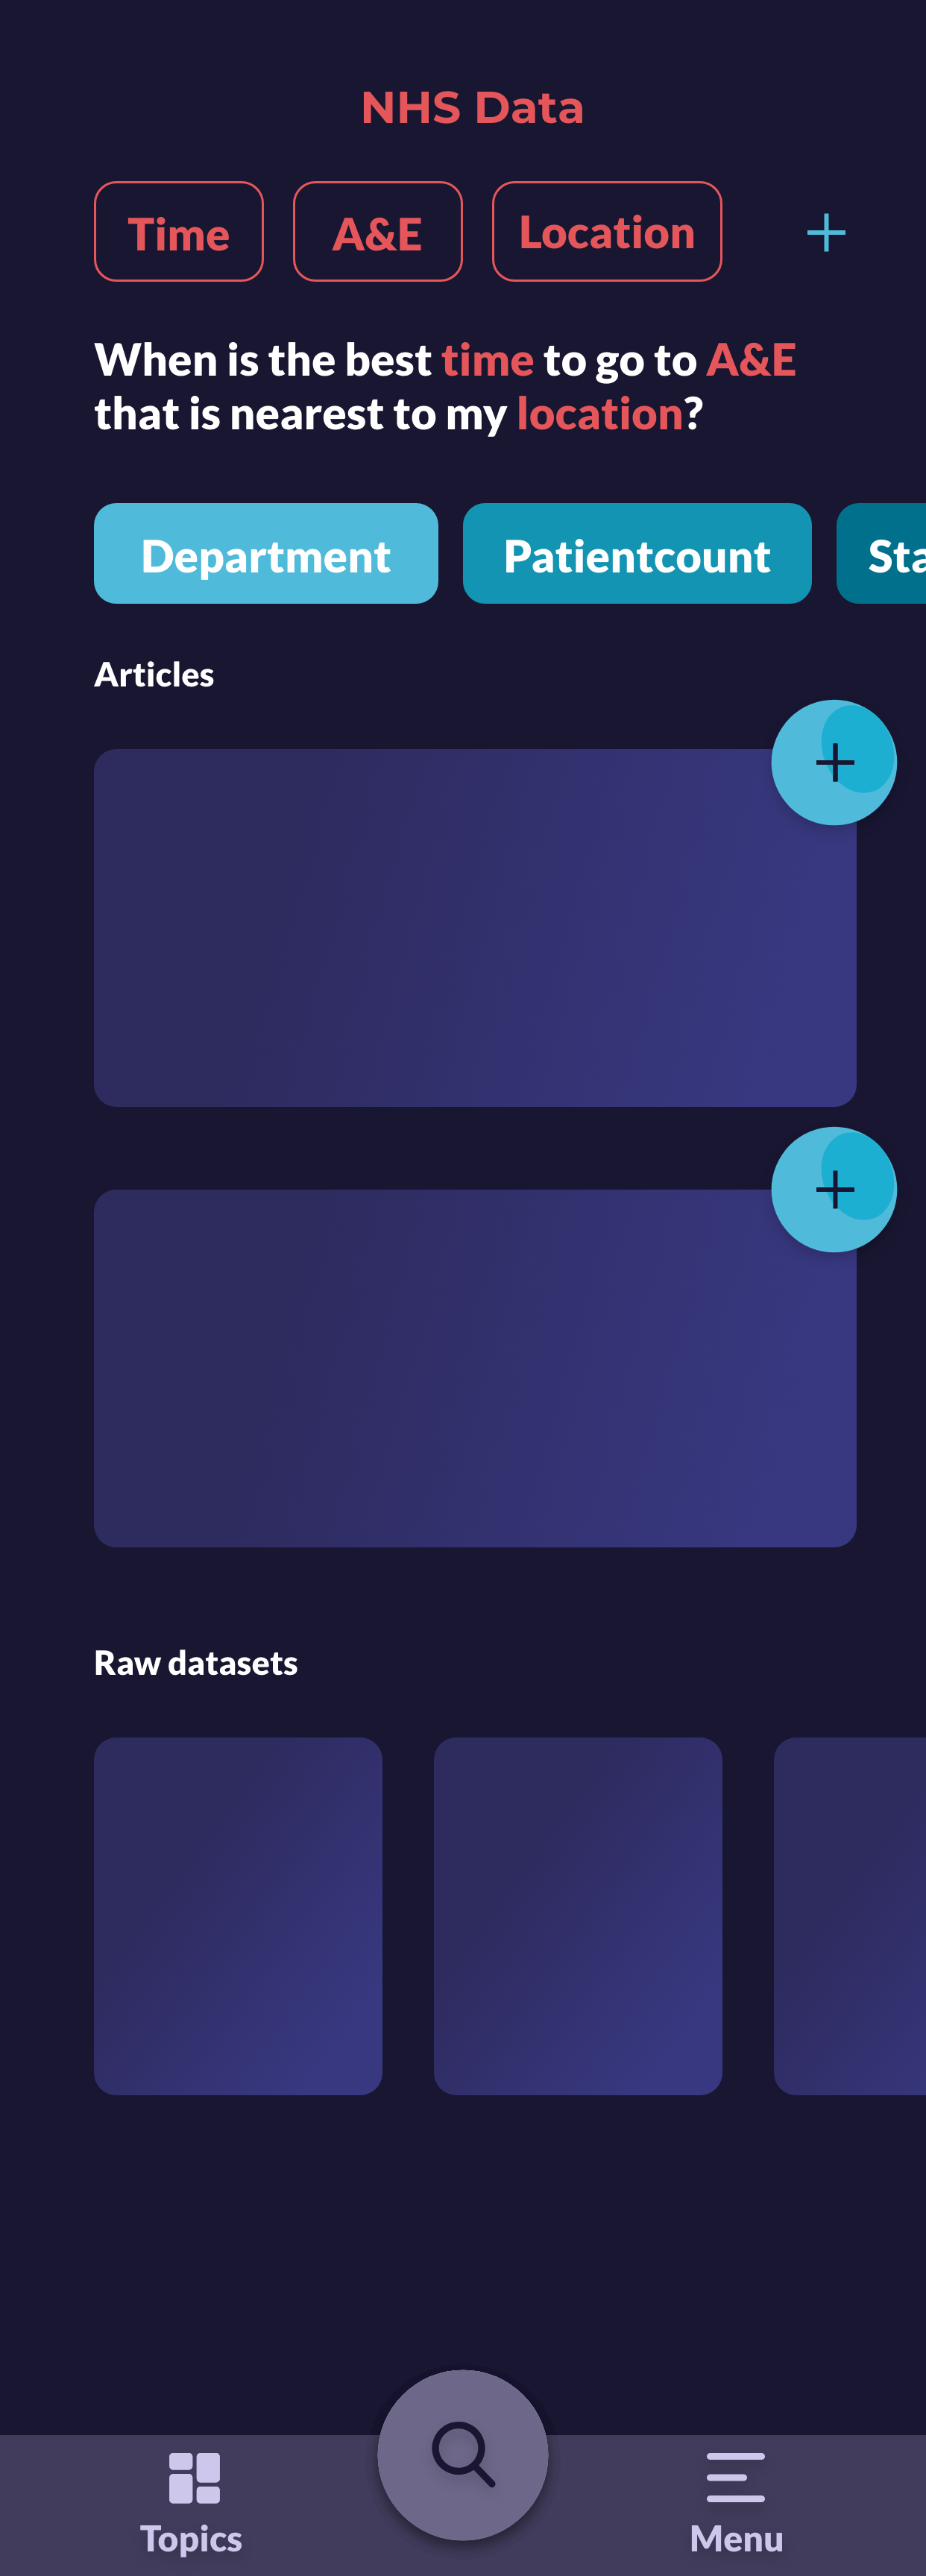 NHS Data
Time
A&E
Location
When is the best time to go to A&E
that is nearest to my location?
Department
Patientcount
Sta
Articles
Raw datasets
Topics
Menu